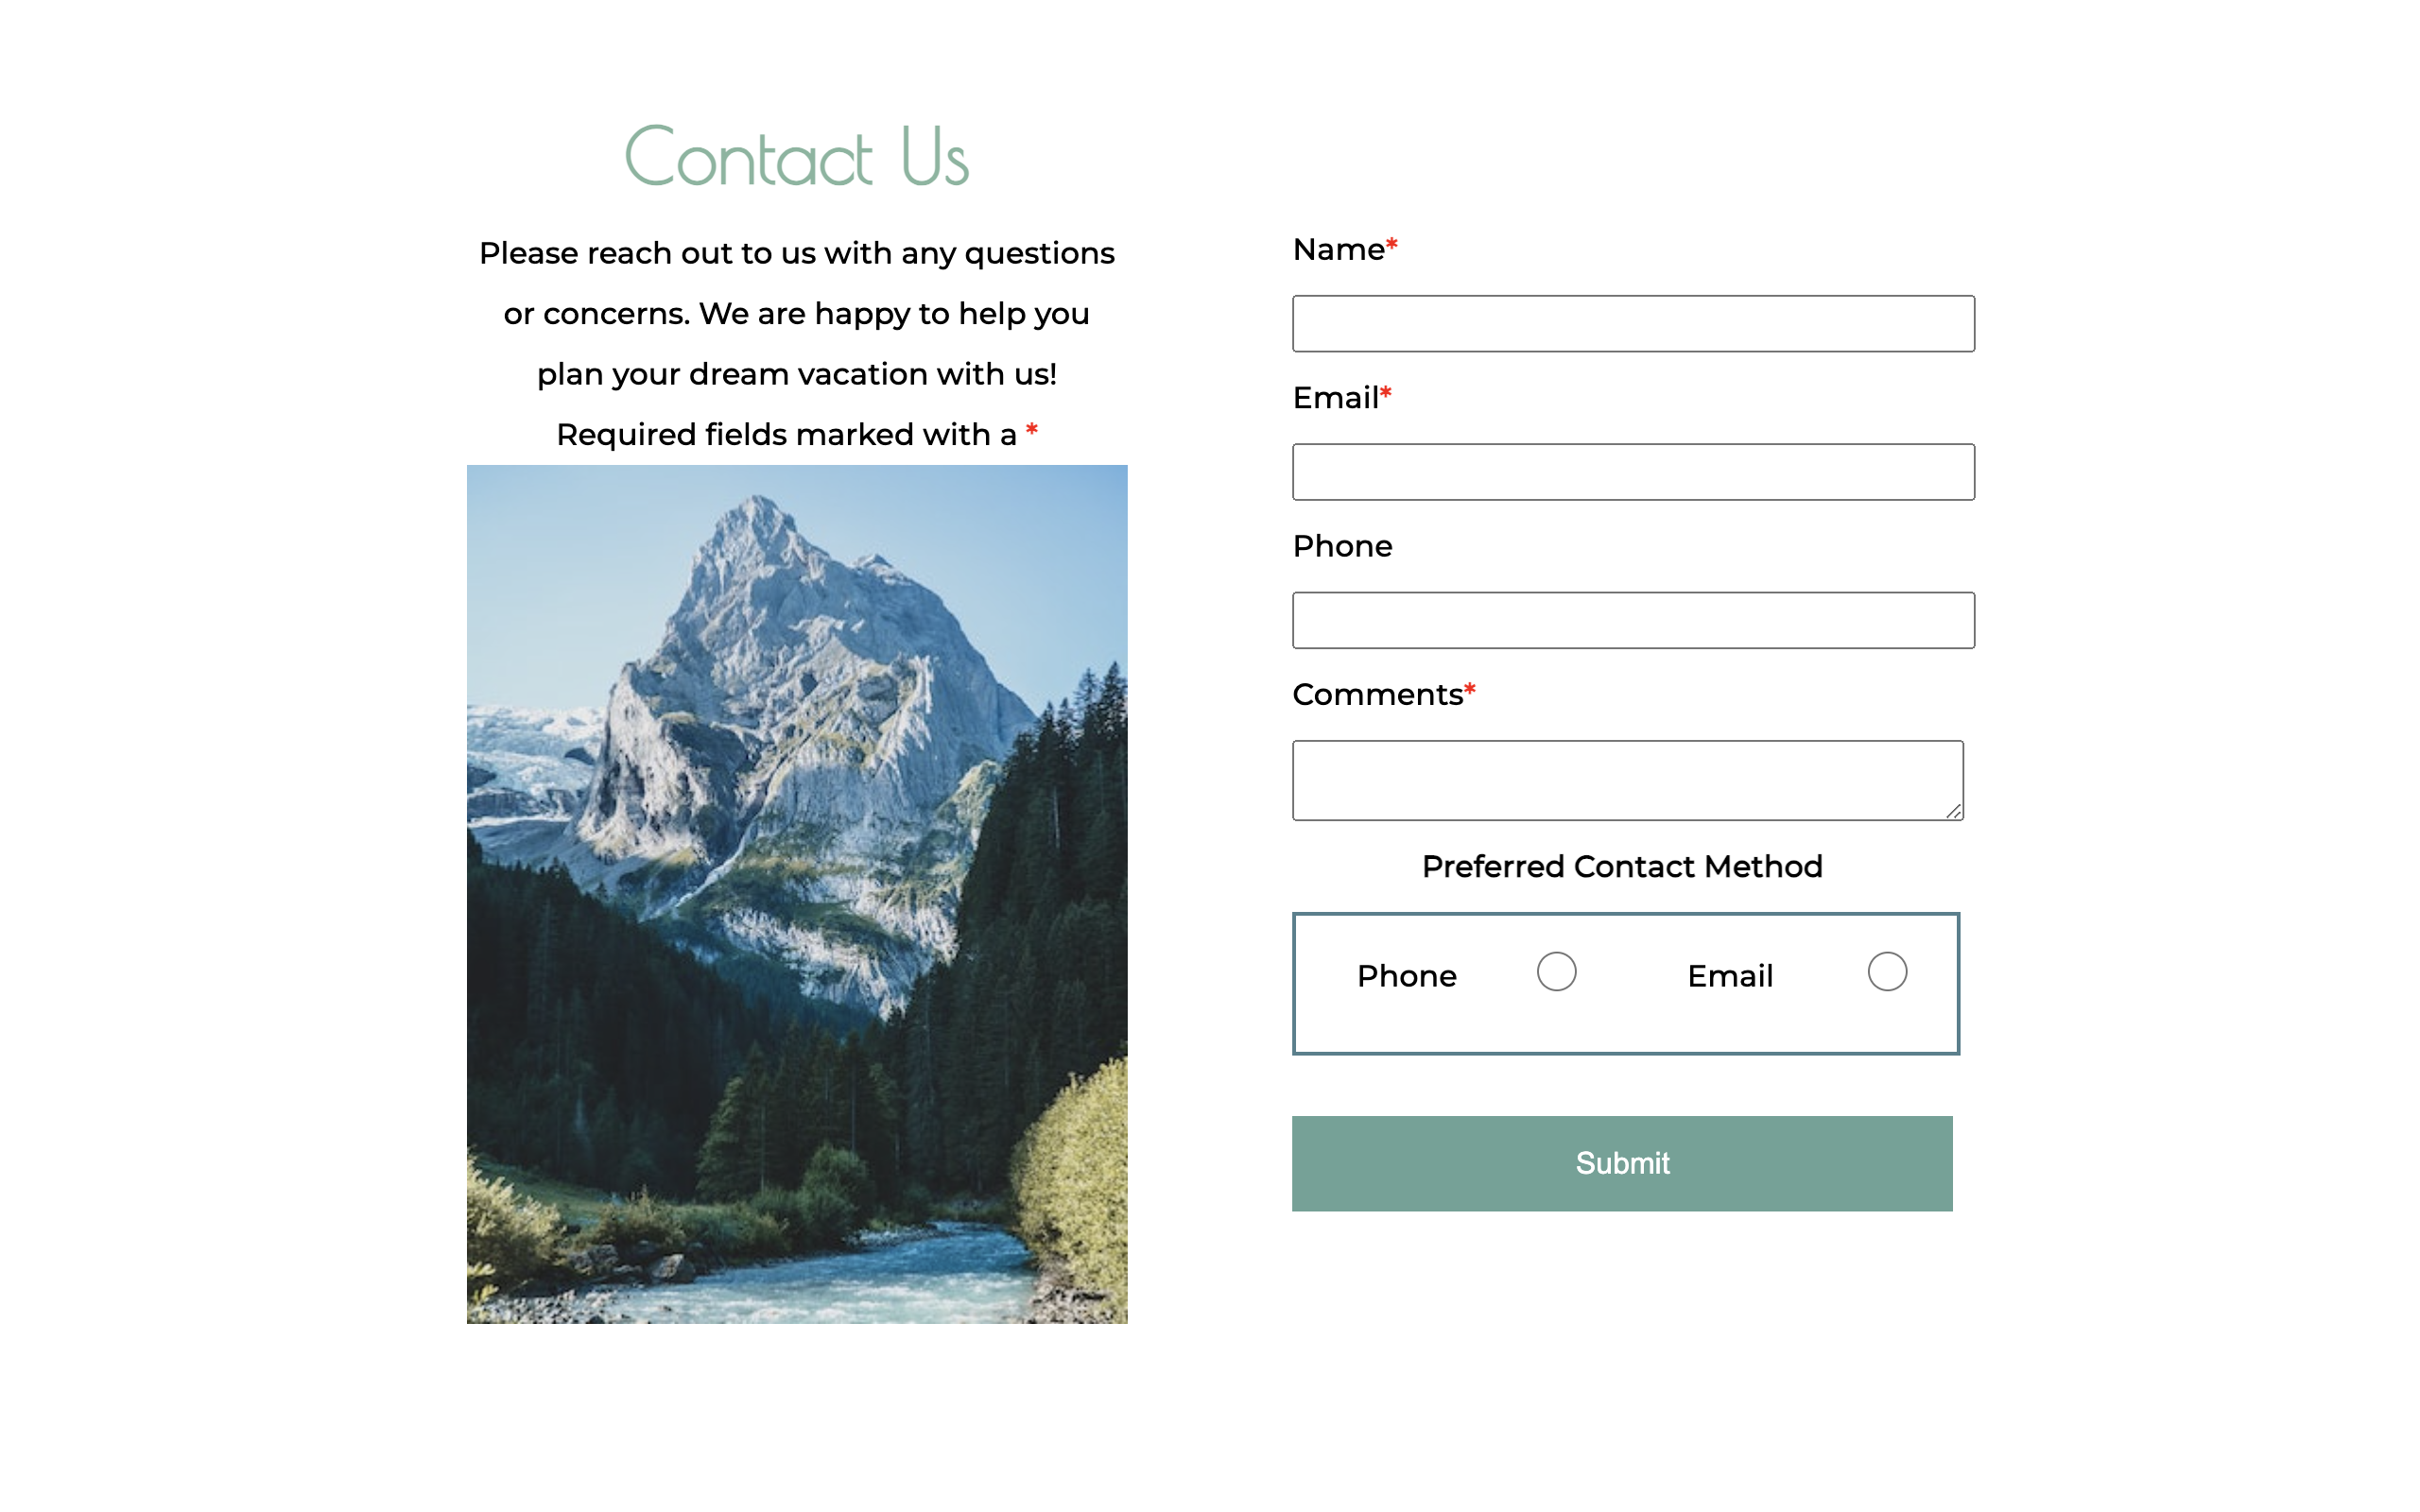 Contact Us
Please reach out to us with any questions
or concerns. We are happy to help you
plan your dream vacation with us!
Required fields marked with a *
Name*
Email*
Phone
Comments*
Preferred Contact Method
Phone Email
Submit